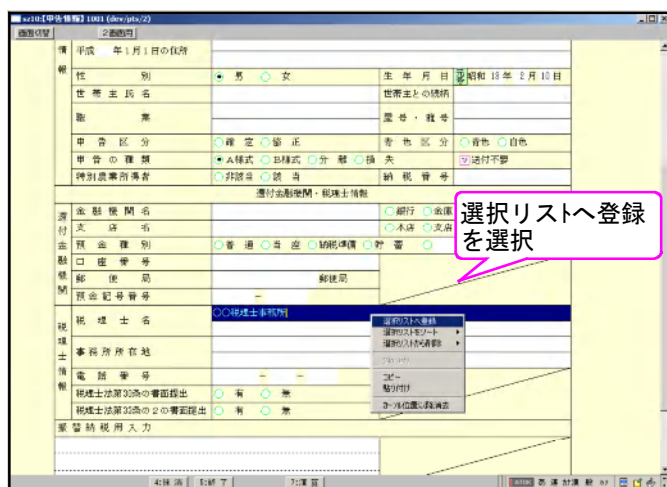 sz10:[申告情報] 1001 (dev/pts/2)
画面切替 2画面用
情 平成 年1月1日の住所
報 性 別 男 女 生年月日 昭和 18年 2月10日
世帯主氏名 世帯主との続柄
職 業 屋号・雅号
申告区分 確定 修正 青色区分 青色 白色
申告の種類 A様式 B様式 分離 損失 送付不要
特別農業所得者 非該当 該当 納税番号
還付金融機関・税理士情報
選択リストへ登録
を選択
還付金融機関
金融機関名 銀行 金庫
支店名 本店 支店
預金種別 普通 当座 納税準備 貯蓄
口座番号
郵便局 郵便局
預金記号番号 －
税理士情報
税理士名 〇〇税理士事務所
事務所所在地
電話番号 － －
税理士法第30条の書面提出 有 無
税理士法第33条の2の書面提出 有 無
選択リストへ登録
選択リストをソート
選択リストから削除
コピー
貼り付け
カーソル位置以降消去
振替納税用入力
4:抹消 5:終了 7:演算